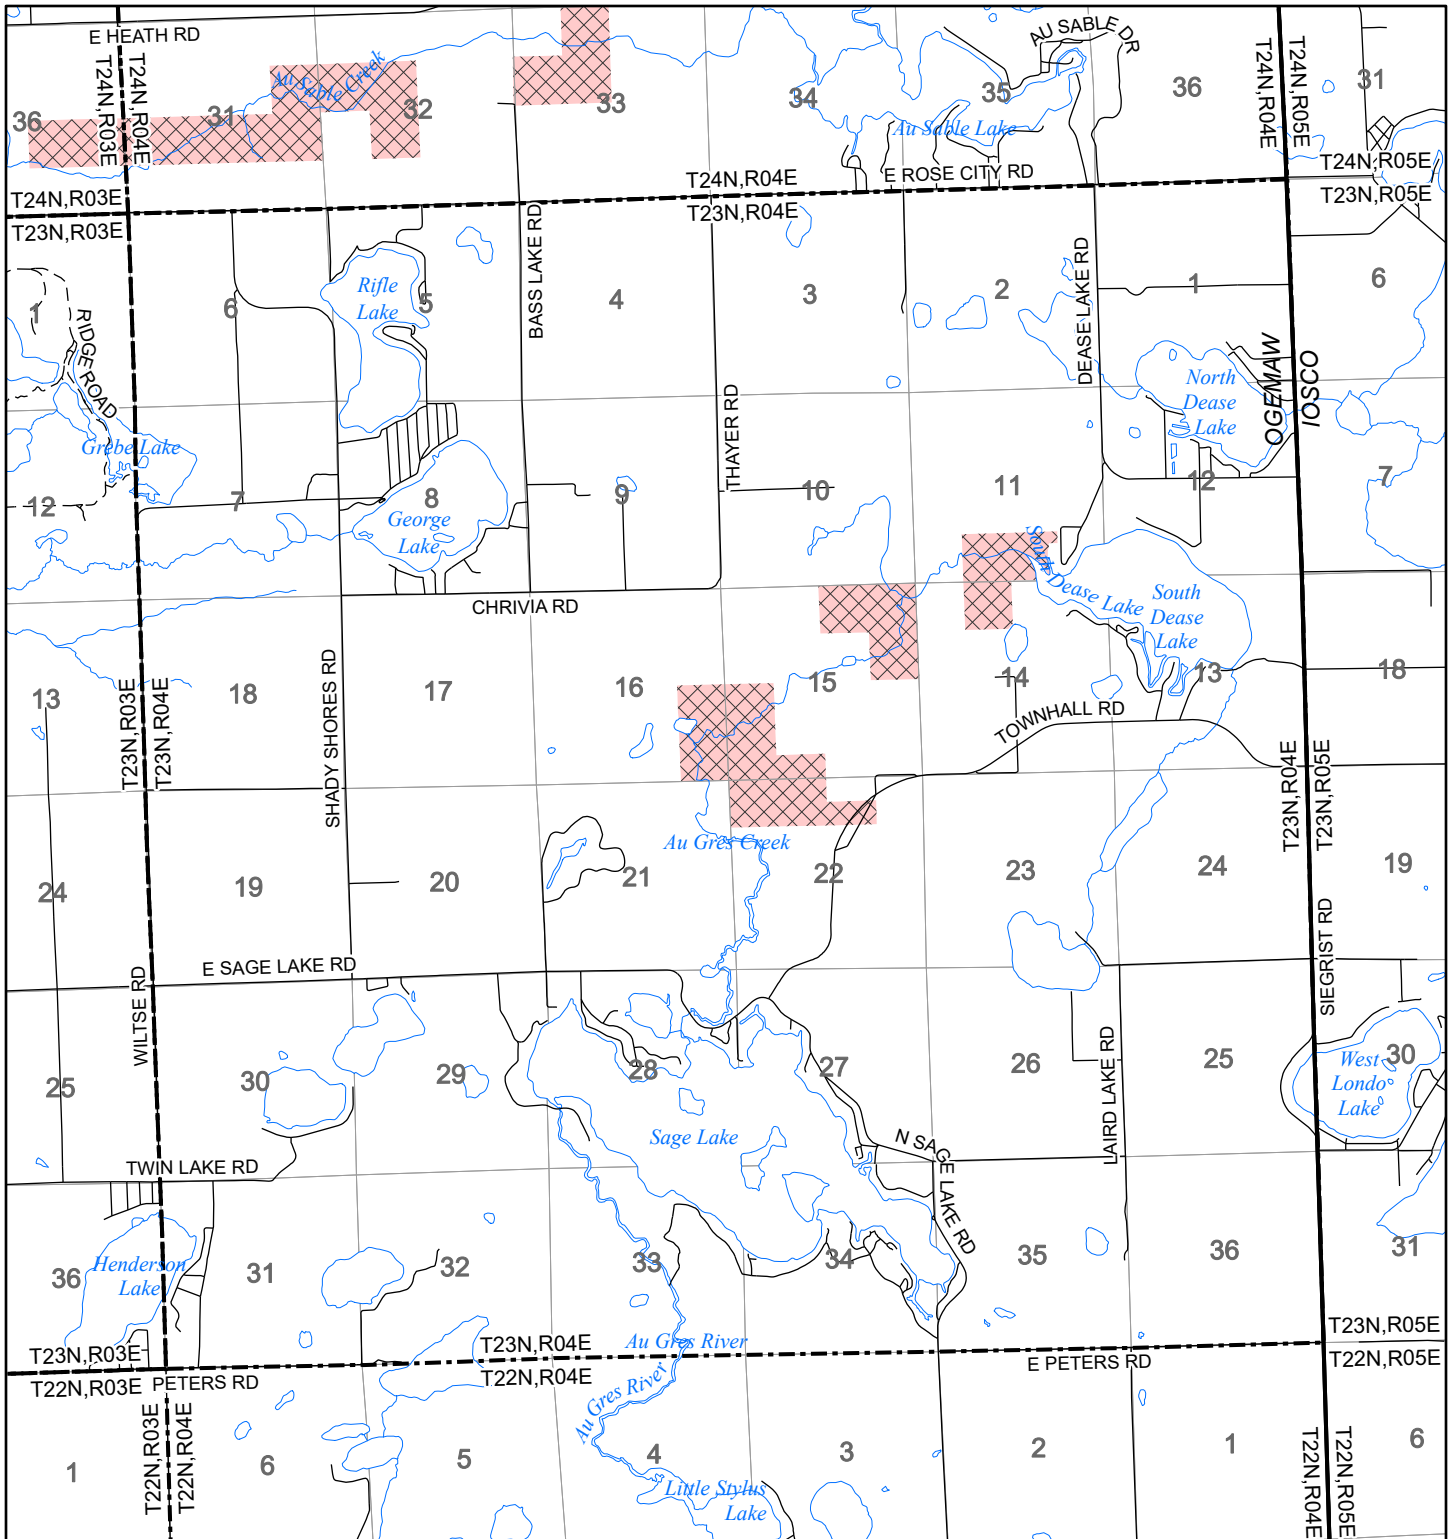 E HEATH RD
AU SABLE DR
T24N,R03E
T24N,R04E
T24N,R04E
T24N,R05E
Au Sable Creek
36
31
32
33
34
35
36
31
Au Sable Lake
E ROSE CITY RD
T24N,R03E
T24N,R04E
T24N,R05E
T23N,R03E
T23N,R04E
T23N,R05E
1
6
Rifle
Lake
5
BASS LAKE RD
4
3
2
DEASE LAKE RD
1
6
RIDGE ROAD
OGEMAW
IOSCO
North
Dease
Lake
Grebe Lake
THAYER RD
12
7
8
George
Lake
9
10
11
12
7
South Dease Lake
South
Dease
Lake
CHRIVIA RD
13
T23N,R03E
T23N,R04E
18
SHADY SHORES RD
17
16
15
14
13
18
TOWNHALL RD
T23N,R04E
T23N,R05E
Au Gres Creek
24
19
20
21
22
23
24
19
E SAGE LAKE RD
WILTSE RD
SIEGRIST RD
25
30
29
28
27
26
LAIRD LAKE RD
25
West
Londo
Lake
30
Sage Lake
N SAGE LAKE RD
TWIN LAKE RD
36
Henderson
Lake
31
32
33
34
35
36
31
T23N,R03E
T23N,R04E
Au Gres River
T23N,R05E
T22N,R03E
PETERS RD
T22N,R04E
E PETERS RD
T22N,R05E
T22N,R03E
T22N,R04E
Au Gres River
1
6
5
4
3
2
1
6
T22N,R04E
T22N,R05E
Little Stylus
Lake